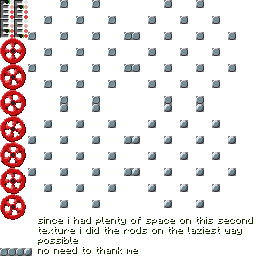 since i had plenty of space on this second
texture i did the rods on the laziest way
possible
no need to thank me